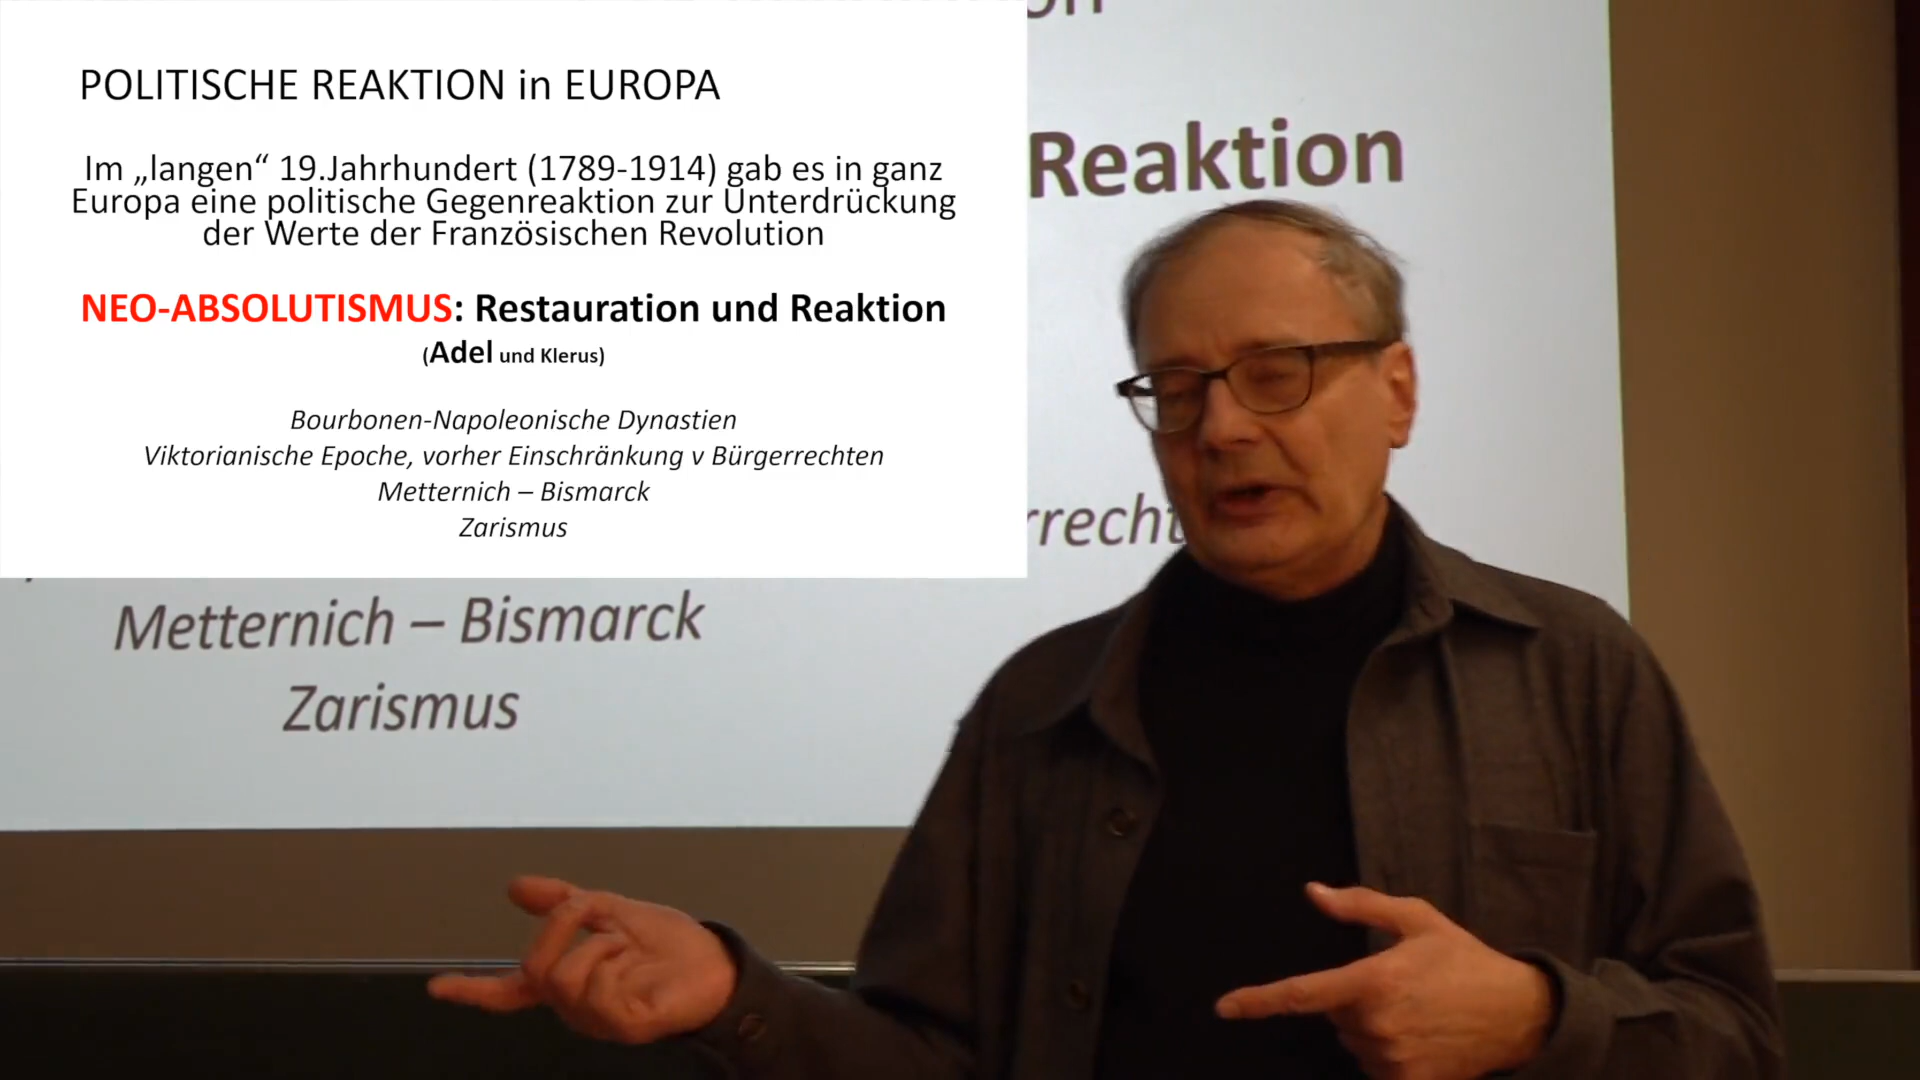 POLITISCHE REAKTION in EUROPA
Im „langen“ 19.Jahrhundert (1789-1914) gab es in ganz
Europa eine politische Gegenreaktion zur Unterdrückung
der Werte der Französischen Revolution
NEO-ABSOLUTISMUS: Restauration und Reaktion
(Adel und Klerus)
Bourbonen-Napoleonische Dynastien
Viktorianische Epoche, vorher Einschränkung v Bürgerrechten
Metternich – Bismarck
Zarismus
Reaktion
Metternich – Bismarck
Zarismus